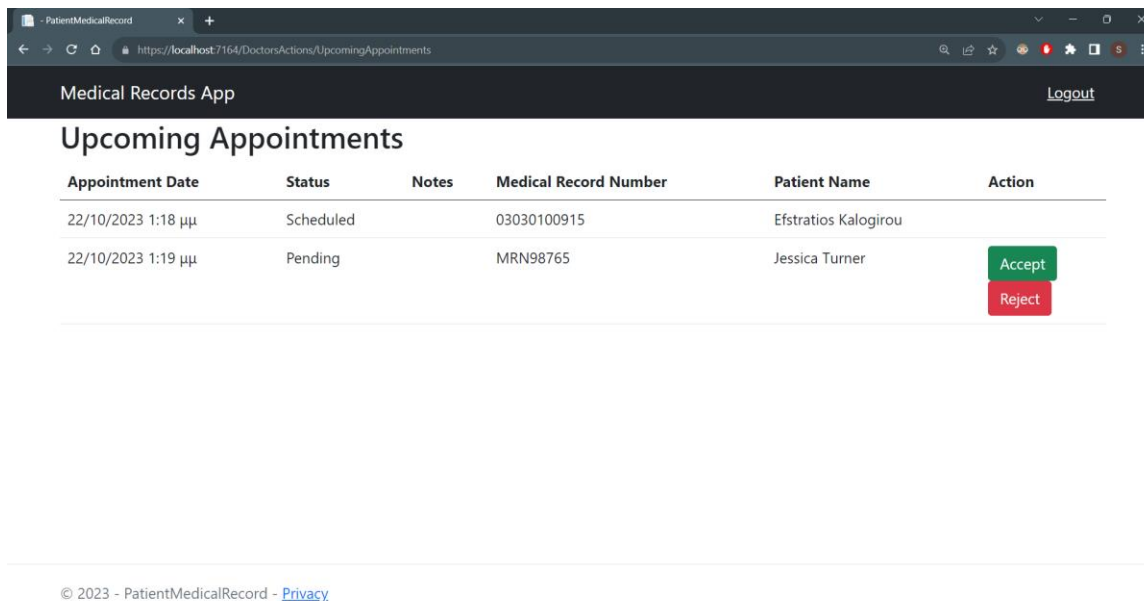 - PatientMedicalRecord
https://localhost:7164/DoctorsActions/UpcomingAppointments
S
Medical Records App Logout
Upcoming Appointments
Appointment Date Status Notes Medical Record Number Patient Name Action
22/10/2023 1:18 μμ Scheduled 03030100915 Efstratios Kalogirou
22/10/2023 1:19 μμ Pending MRN98765 Jessica Turner Accept
Reject
© 2023 - PatientMedicalRecord - Privacy